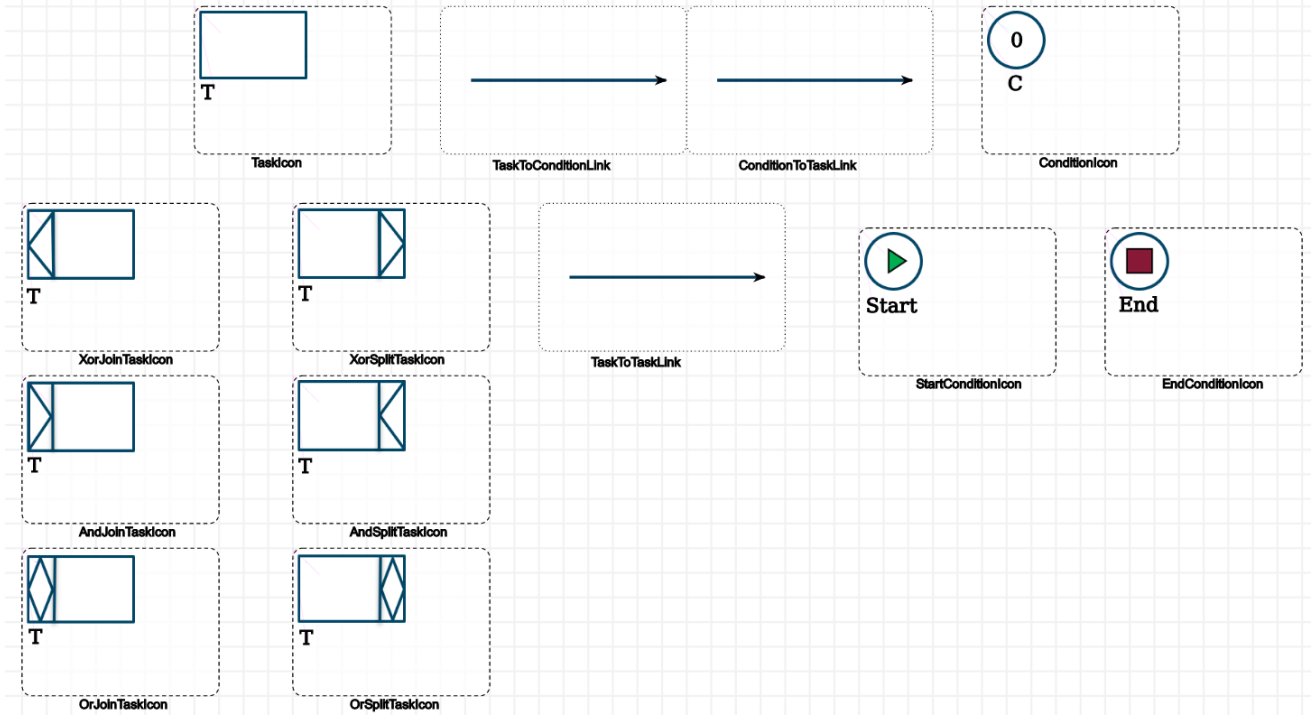 T
TaskIcon
TaskToConditionLink
ConditionToTaskLink
0
C
ConditionIcon
T
XorJoinTaskIcon
T
XorSplitTaskIcon
TaskToTaskLink
Start
StartConditionIcon
End
EndConditionIcon
T
AndJoinTaskIcon
T
AndSplitTaskIcon
T
OrJoinTaskIcon
T
OrSplitTaskIcon